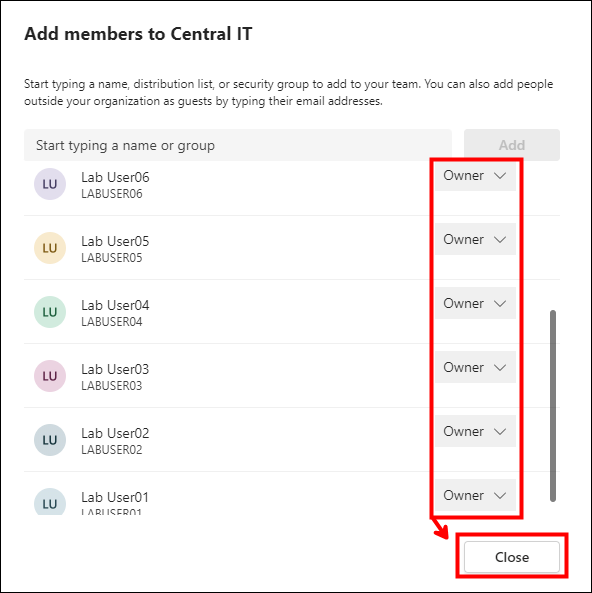 Add members to Central IT
Start typing a name, distribution list, or security group to add to your team. You can also add people
outside your organization as guests by typing their email addresses.
Start typing a name or group Add
LU Lab User06 Owner
LABUSER06
LU Lab User05 Owner
LABUSER05
LU Lab User04 Owner
LABUSER04
LU Lab User03 Owner
LABUSER03
LU Lab User02 Owner
LABUSER02
LU Lab User01 Owner
LABUSER01
Close